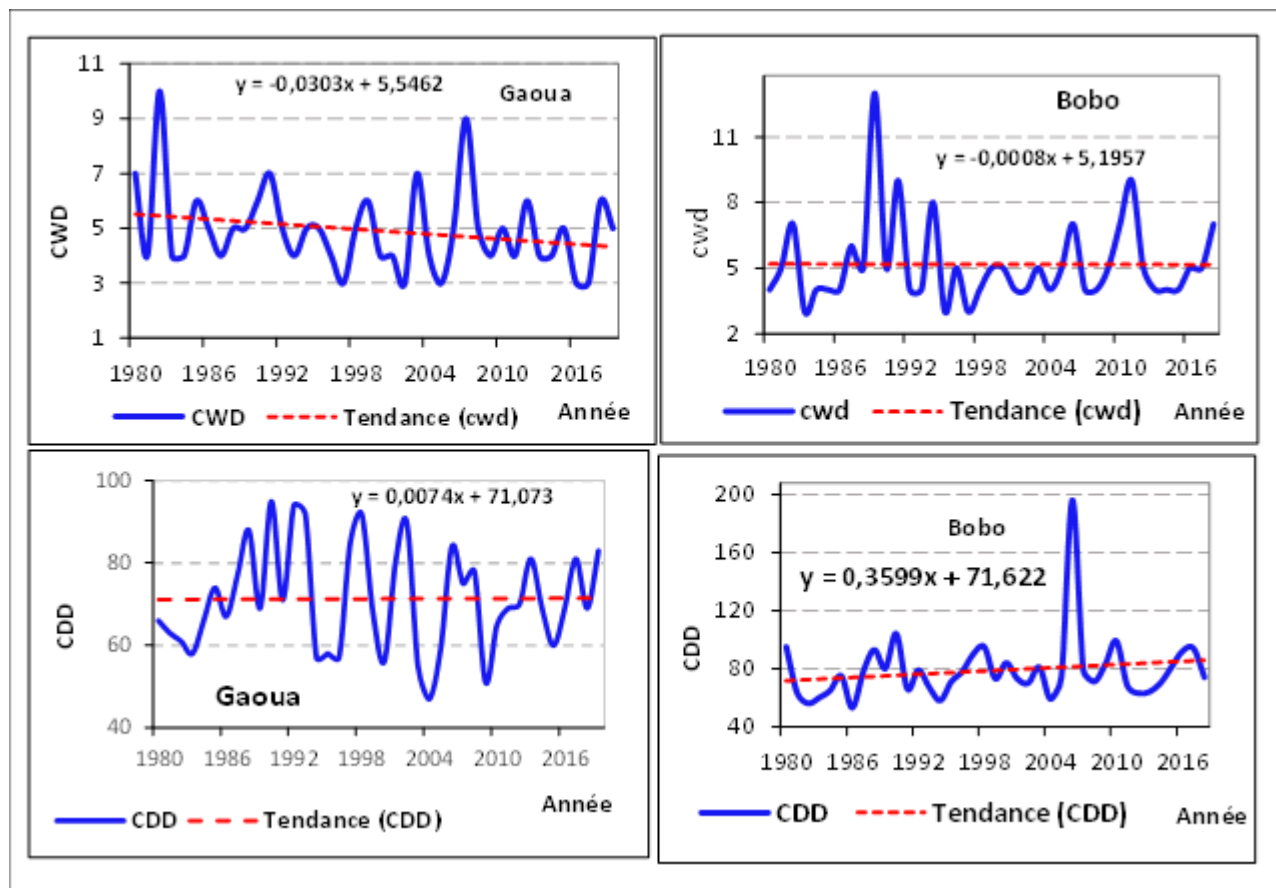 11
9
7
5
3
1
CWD
y = -0,0303x + 5,5462
Gaoua
1980 1986 1992 1998 2004 2010 2016
CWD Tendance (cwd) Année
11
8
5
2
cwd
Bobo
y = -0,0008x + 5,1957
1980 1986 1992 1998 2004 2010 2016
cwd Tendance (cwd) Année
100
80
60
40
CDD
y = 0,0074x + 71,073
Gaoua
1980 1986 1992 1998 2004 2010 2016
Année
CDD Tendance (CDD)
200
160
120
80
40
CDD
Bobo
y = 0,3599x + 71,622
1980 1986 1992 1998 2004 2010 2016
CDD Tendance (CDD) Année